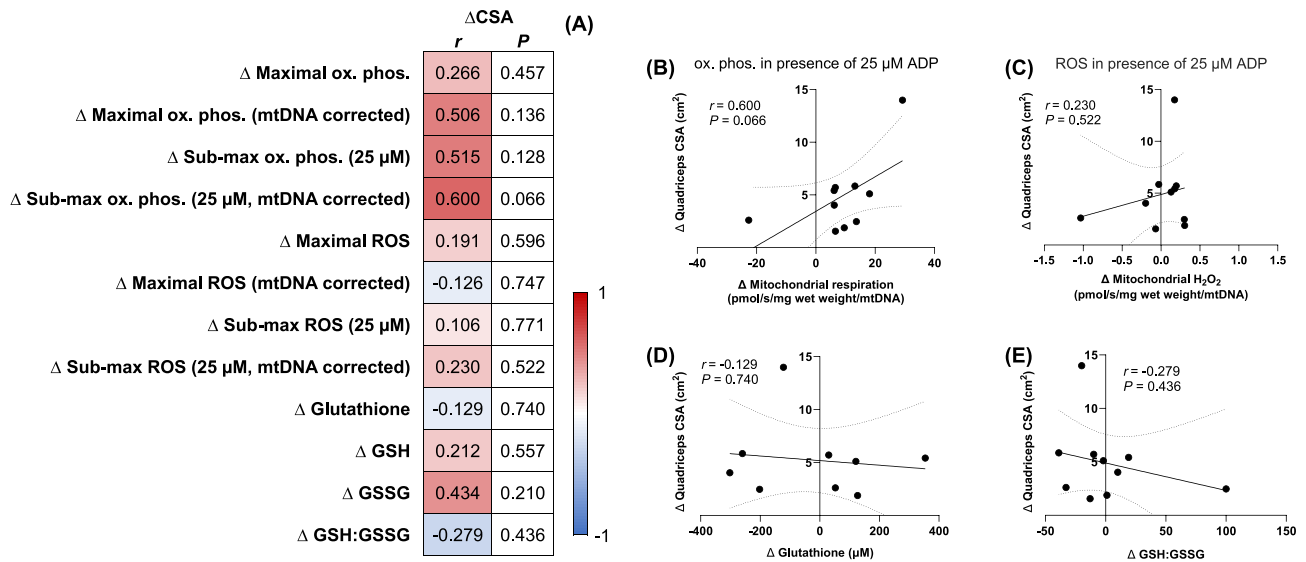 ΔCSA
(A)
r P
Δ Maximal ox. phos. 0.266 0.457
Δ Maximal ox. phos. (mtDNA corrected) 0.506 0.136
Δ Sub-max ox. phos. (25 µM) 0.515 0.128
Δ Sub-max ox. phos. (25 µM, mtDNA corrected) 0.600 0.066
Δ Maximal ROS 0.191 0.596
Δ Maximal ROS (mtDNA corrected) -0.126 0.747
Δ Sub-max ROS (25 µM) 0.106 0.771
Δ Sub-max ROS (25 µM, mtDNA corrected) 0.230 0.522
Δ Glutathione -0.129 0.740
Δ GSH 0.212 0.557
Δ GSSG 0.434 0.210
Δ GSH:GSSG -0.279 0.436
1
-1
(B) ox. phos. in presence of 25 µM ADP
r = 0.600
P = 0.066
Δ Quadriceps CSA (cm²)
15
10
5
-40 -20 0 20 40
Δ Mitochondrial respiration
(pmol/s/mg wet weight/mtDNA)
(C) ROS in presence of 25 µM ADP
r = 0.230
P = 0.522
Δ Quadriceps CSA (cm²)
15
10
5
-1.5 -1.0 -0.5 0.0 0.5 1.0 1.5
Δ Mitochondrial H₂O₂
(pmol/s/mg wet weight/mtDNA)
(D)
r = -0.129
P = 0.740
Δ Quadriceps CSA (cm²)
15
10
5
-400 -200 0 200 400
Δ Glutathione (µM)
(E)
r = -0.279
P = 0.436
Δ Quadriceps CSA (cm²)
15
10
5
-50 0 50 100 150
Δ GSH:GSSG